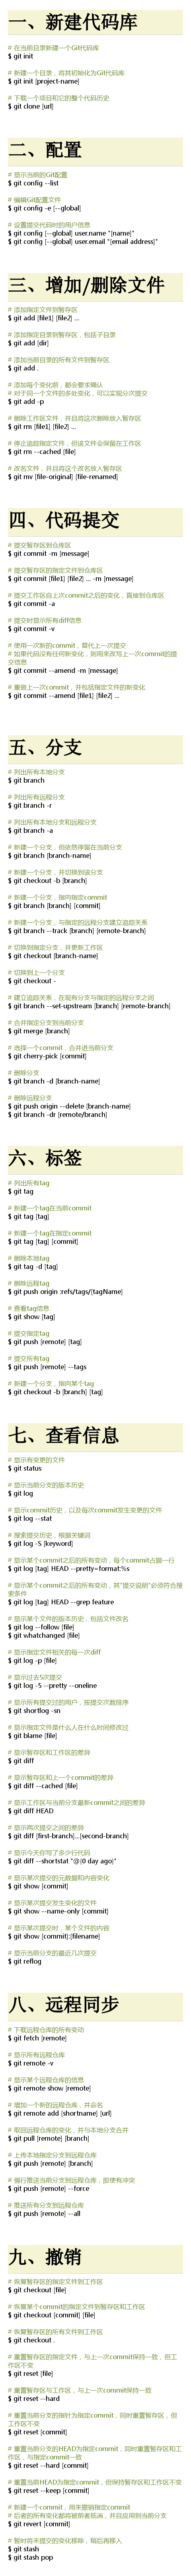 一、新建代码库
# 在当前目录新建一个Git代码库
$ git init
# 新建一个目录，将其初始化为Git代码库
$ git init [project-name]
# 下载一个项目和它的整个代码历史
$ git clone [url]
二、配置
# 显示当前的Git配置
$ git config --list
# 编辑Git配置文件
$ git config -e [--global]
# 设置提交代码时的用户信息
$ git config [--global] user.name "[name]"
$ git config [--global] user.email "[email address]"
三、增加/删除文件
# 添加指定文件到暂存区
$ git add [file1] [file2] ...
# 添加指定目录到暂存区，包括子目录
$ git add [dir]
# 添加当前目录的所有文件到暂存区
$ git add .
# 添加每个变化前，都会要求确认
# 对于同一个文件的多处变化，可以实现分次提交
$ git add -p
# 删除工作区文件，并且将这次删除放入暂存区
$ git rm [file1] [file2] ...
# 停止追踪指定文件，但该文件会保留在工作区
$ git rm --cached [file]
# 改名文件，并且将这个改名放入暂存区
$ git mv [file-original] [file-renamed]
四、代码提交
# 提交暂存区到仓库区
$ git commit -m [message]
# 提交暂存区的指定文件到仓库区
$ git commit [file1] [file2] ... -m [message]
# 提交工作区自上次commit之后的变化，直接到仓库区
$ git commit -a
# 提交时显示所有diff信息
$ git commit -v
# 使用一次新的commit，替代上一次提交
# 如果代码没有任何新变化，则用来改写上一次commit的提
交信息
$ git commit --amend -m [message]
# 重做上一次commit，并包括指定文件的新变化
$ git commit --amend [file1] [file2] ...
五、分支
# 列出所有本地分支
$ git branch
# 列出所有远程分支
$ git branch -r
# 列出所有本地分支和远程分支
$ git branch -a
# 新建一个分支，但依然停留在当前分支
$ git branch [branch-name]
# 新建一个分支，并切换到该分支
$ git checkout -b [branch]
# 新建一个分支，指向指定commit
$ git branch [branch] [commit]
# 新建一个分支，与指定的远程分支建立追踪关系
$ git branch --track [branch] [remote-branch]
# 切换到指定分支，并更新工作区
$ git checkout [branch-name]
# 切换到上一个分支
$ git checkout -
# 建立追踪关系，在现有分支与指定的远程分支之间
$ git branch --set-upstream [branch] [remote-branch]
# 合并指定分支到当前分支
$ git merge [branch]
# 选择一个commit，合并进当前分支
$ git cherry-pick [commit]
# 删除分支
$ git branch -d [branch-name]
# 删除远程分支
$ git push origin --delete [branch-name]
$ git branch -dr [remote/branch]
六、标签
# 列出所有tag
$ git tag
# 新建一个tag在当前commit
$ git tag [tag]
# 新建一个tag在指定commit
$ git tag [tag] [commit]
# 删除本地tag
$ git tag -d [tag]
# 删除远程tag
$ git push origin :refs/tags/[tagName]
# 查看tag信息
$ git show [tag]
# 提交指定tag
$ git push [remote] [tag]
# 提交所有tag
$ git push [remote] --tags
# 新建一个分支，指向某个tag
$ git checkout -b [branch] [tag]
七、查看信息
# 显示有变更的文件
$ git status
# 显示当前分支的版本历史
$ git log
# 显示commit历史，以及每次commit发生变更的文件
$ git log --stat
# 搜索提交历史，根据关键词
$ git log -S [keyword]
# 显示某个commit之后的所有变动，每个commit占据一行
$ git log [tag] HEAD --pretty=format:%s
# 显示某个commit之后的所有变动，其"提交说明"必须符合搜
索条件
$ git log [tag] HEAD --grep feature
# 显示某个文件的版本历史，包括文件改名
$ git log --follow [file]
$ git whatchanged [file]
# 显示指定文件相关的每一次diff
$ git log -p [file]
# 显示过去5次提交
$ git log -5 --pretty --oneline
# 显示所有提交过的用户，按提交次数排序
$ git shortlog -sn
# 显示指定文件是什么人在什么时间修改过
$ git blame [file]
# 显示暂存区和工作区的差异
$ git diff
# 显示暂存区和上一个commit的差异
$ git diff --cached [file]
# 显示工作区与当前分支最新commit之间的差异
$ git diff HEAD
# 显示两次提交之间的差异
$ git diff [first-branch]...[second-branch]
# 显示今天你写了多少行代码
$ git diff --shortstat "@{0 day ago}"
# 显示某次提交的元数据和内容变化
$ git show [commit]
# 显示某次提交发生变化的文件
$ git show --name-only [commit]
# 显示某次提交时，某个文件的内容
$ git show [commit]:[filename]
# 显示当前分支的最近几次提交
$ git reflog
八、远程同步
# 下载远程仓库的所有变动
$ git fetch [remote]
# 显示所有远程仓库
$ git remote -v
# 显示某个远程仓库的信息
$ git remote show [remote]
# 增加一个新的远程仓库，并命名
$ git remote add [shortname] [url]
# 取回远程仓库的变化，并与本地分支合并
$ git pull [remote] [branch]
# 上传本地指定分支到远程仓库
$ git push [remote] [branch]
# 强行推送当前分支到远程仓库，即使有冲突
$ git push [remote] --force
# 推送所有分支到远程仓库
$ git push [remote] --all
九、撤销
# 恢复暂存区的指定文件到工作区
$ git checkout [file]
# 恢复某个commit的指定文件到暂存区和工作区
$ git checkout [commit] [file]
# 恢复暂存区的所有文件到工作区
$ git checkout .
# 重置暂存区的指定文件，与上一次commit保持一致，但工
作区不变
$ git reset [file]
# 重置暂存区与工作区，与上一次commit保持一致
$ git reset --hard
# 重置当前分支的指针为指定commit，同时重置暂存区，但
工作区不变
$ git reset [commit]
# 重置当前分支的HEAD为指定commit，同时重置暂存区和工
作区，与指定commit一致
$ git reset --hard [commit]
# 重置当前HEAD为指定commit，但保持暂存区和工作区不变
$ git reset --keep [commit]
# 新建一个commit，用来撤销指定commit
# 后者的所有变化都将被前者抵消，并且应用到当前分支
$ git revert [commit]
# 暂时将未提交的变化移除，稍后再移入
$ git stash
$ git stash pop